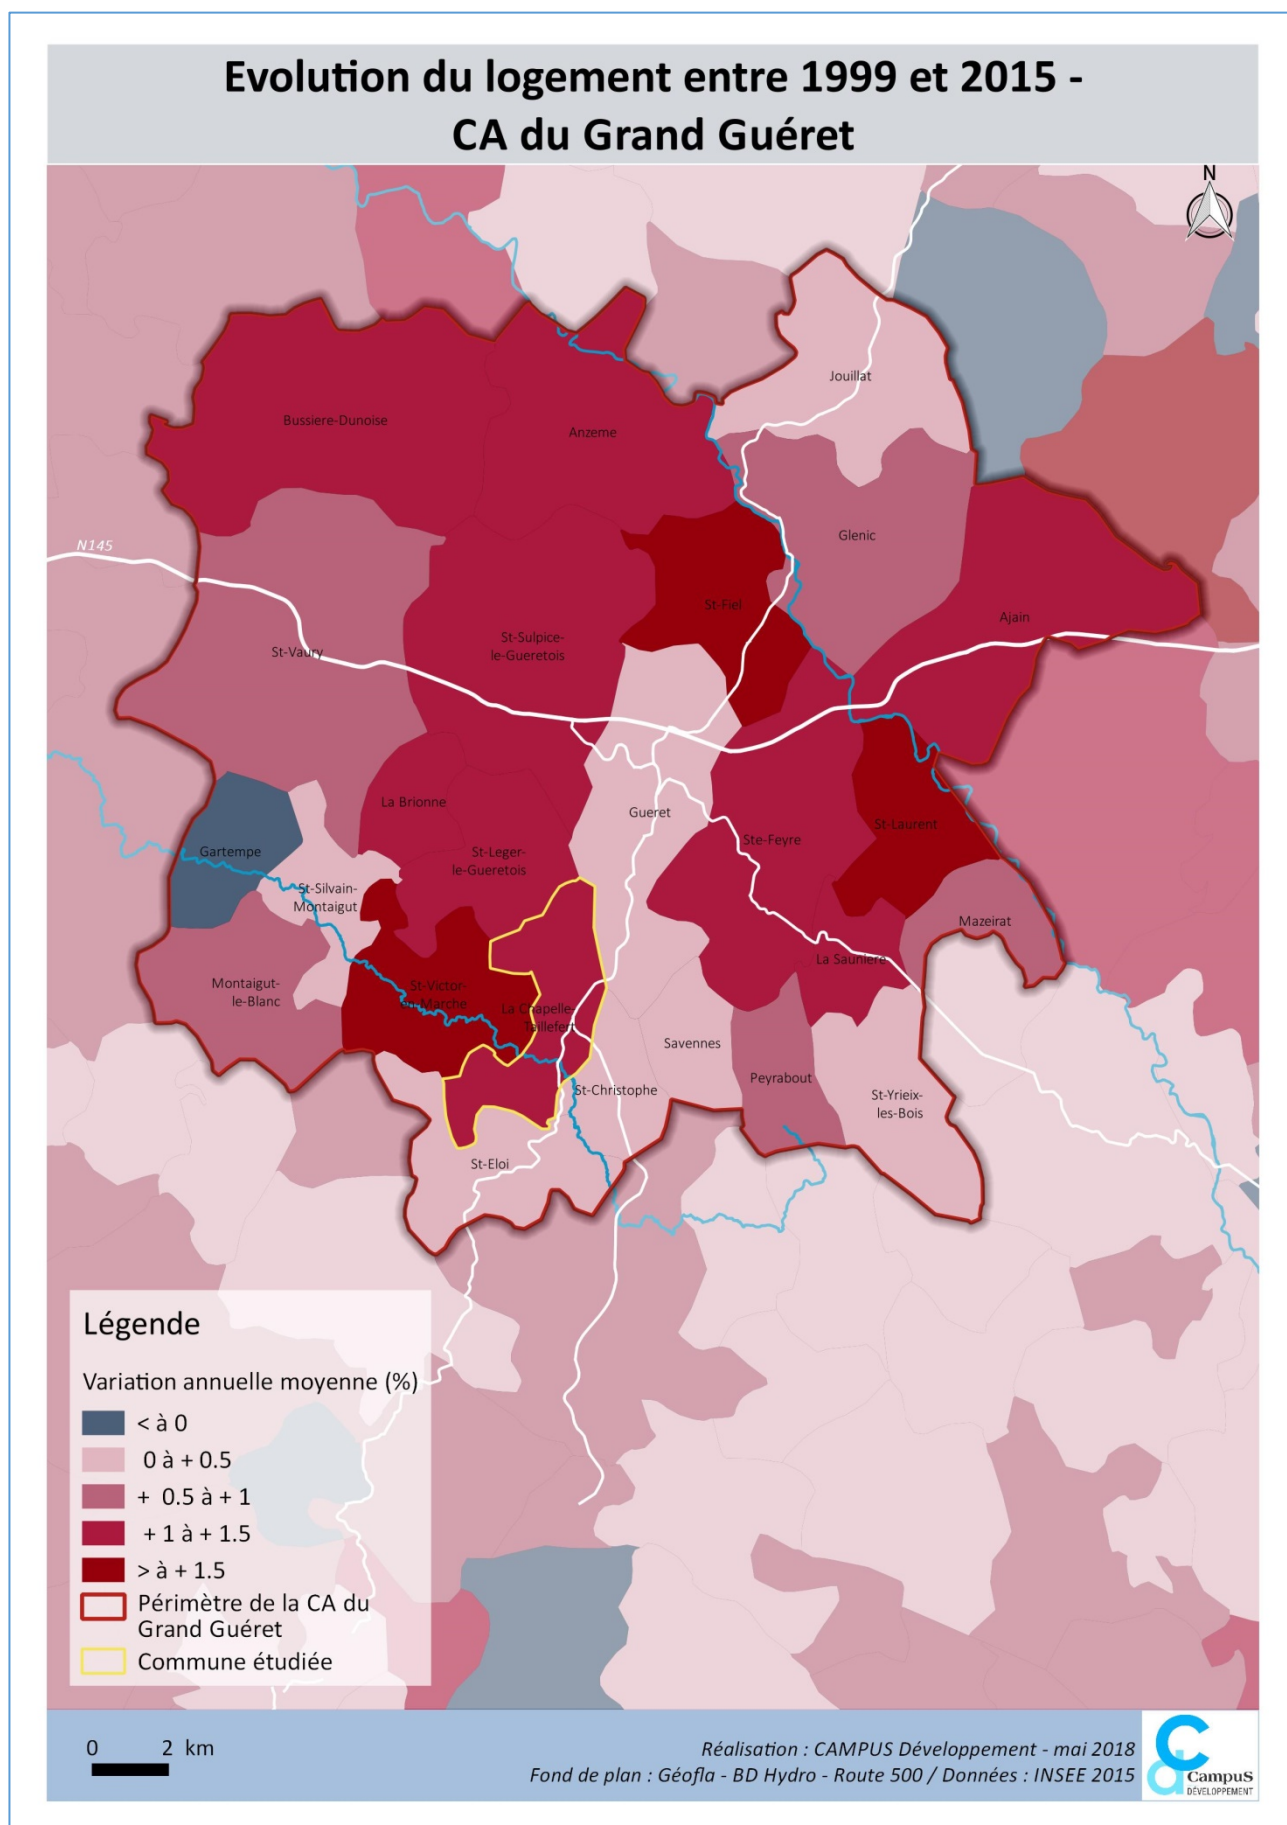 Evolution du logement entre 1999 et 2015 -
CA du Grand Guéret
N
Jouillat
Bussiere-Dunoise
Anzeme
Glenic
N145
St-Fiel
Ajain
St-Sulpice-
le-Gueretois
St-Vaury
La Brionne
Gueret
St-Laurent
Ste-Feyre
Gartempe
St-Leger-
le-Gueretois
St-Silvain-
Montaigut
Mazeirat
La Sauniere
Montaigut-
le-Blanc
St-Victor-
en-Marche
La Chapelle-
Taillefert
Savennes
Peyrabout
St-Christophe
St-Yrieix-
les-Bois
St-Eloi
Légende
Variation annuelle moyenne (%)
< à 0
0 à + 0.5
+ 0.5 à + 1
+ 1 à + 1.5
> à + 1.5
Périmètre de la CA du
Grand Guéret
Commune étudiée
0 2 km
Réalisation : CAMPUS Développement - mai 2018
Fond de plan : Géofla - BD Hydro - Route 500 / Données : INSEE 2015
Cd
CampuS
DÉVELOPPEMENT